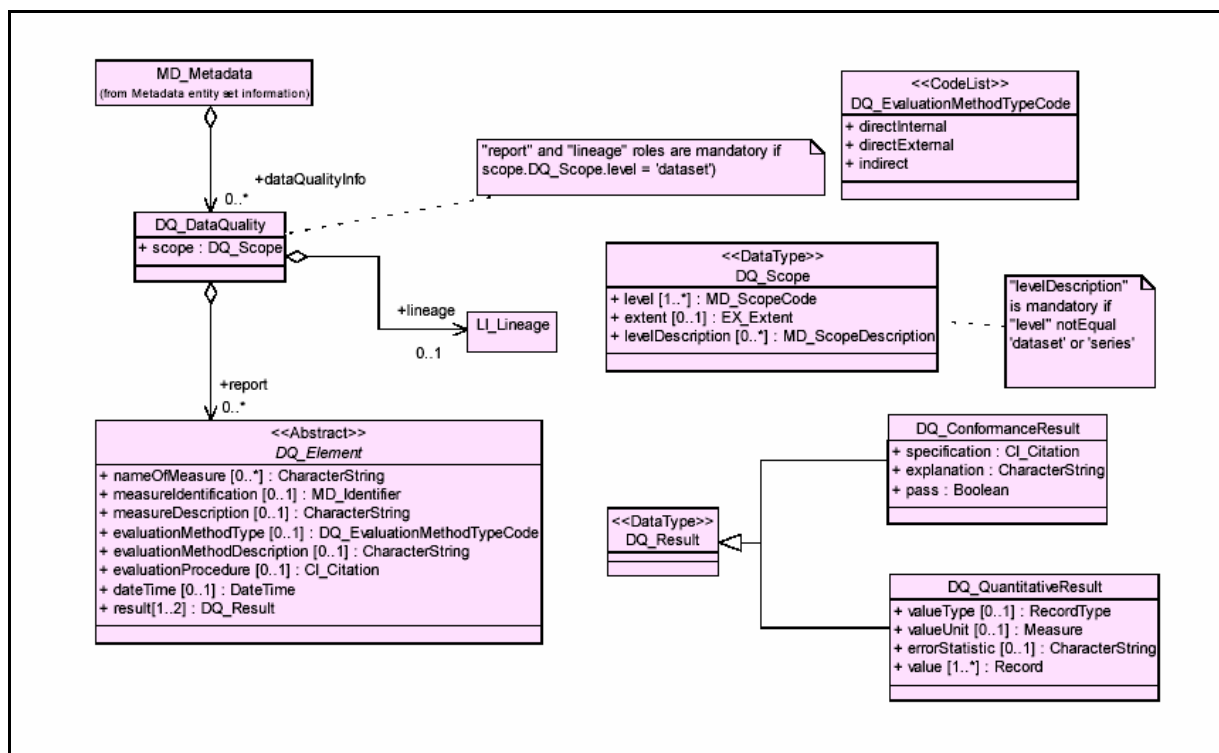 MD_Metadata
(from Metadata entity set information)
+dataQualityInfo
0..*
DQ_DataQuality
+ scope : DQ_Scope
"report" and "lineage" roles are mandatory if
scope.DQ_Scope.level = 'dataset')
<<CodeList>>
DQ_EvaluationMethodTypeCode
+ directInternal
+ directExternal
+ indirect
+lineage
0..1
LI_Lineage
<<DataType>>
DQ_Scope
+ level [1..*] : MD_ScopeCode
+ extent [0..1] : EX_Extent
+ levelDescription [0..*] : MD_ScopeDescription
"levelDescription"
is mandatory if
"level" notEqual
'dataset' or 'series'
+report
0..*
<<Abstract>>
DQ_Element
+ nameOfMeasure [0..*] : CharacterString
+ measureIdentification [0..1] : MD_Identifier
+ measureDescription [0..1] : CharacterString
+ evaluationMethodType [0..1] : DQ_EvaluationMethodTypeCode
+ evaluationMethodDescription [0..1] : CharacterString
+ evaluationProcedure [0..1] : CI_Citation
+ dateTime [0..1] : DateTime
+ result[1..2] : DQ_Result
<<DataType>>
DQ_Result
DQ_ConformanceResult
+ specification : CI_Citation
+ explanation : CharacterString
+ pass : Boolean
DQ_QuantitativeResult
+ valueType [0..1] : RecordType
+ valueUnit [0..1] : Measure
+ errorStatistic [0..1] : CharacterString
+ value [1..*] : Record